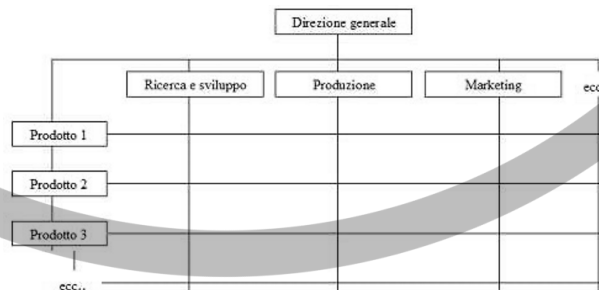 Direzione generale
Ricerca e sviluppo
Produzione
Marketing
ecc
Prodotto 1
Prodotto 2
Prodotto 3
ecc..